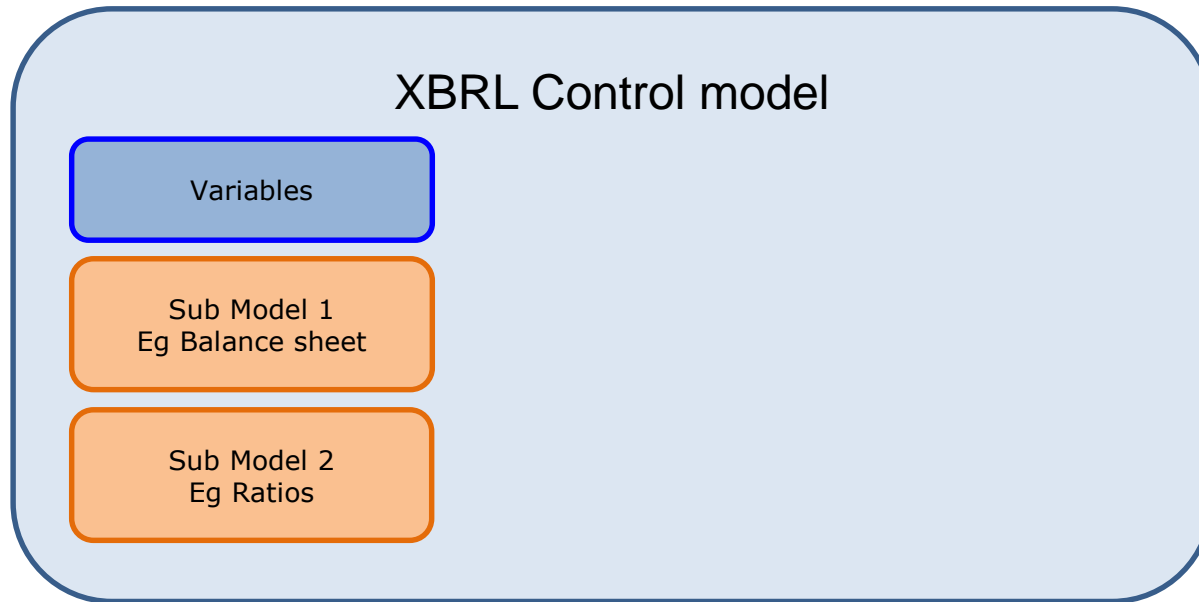 XBRL Control model
Variables
Sub Model 1
Eg Balance sheet
Sub Model 2
Eg Ratios